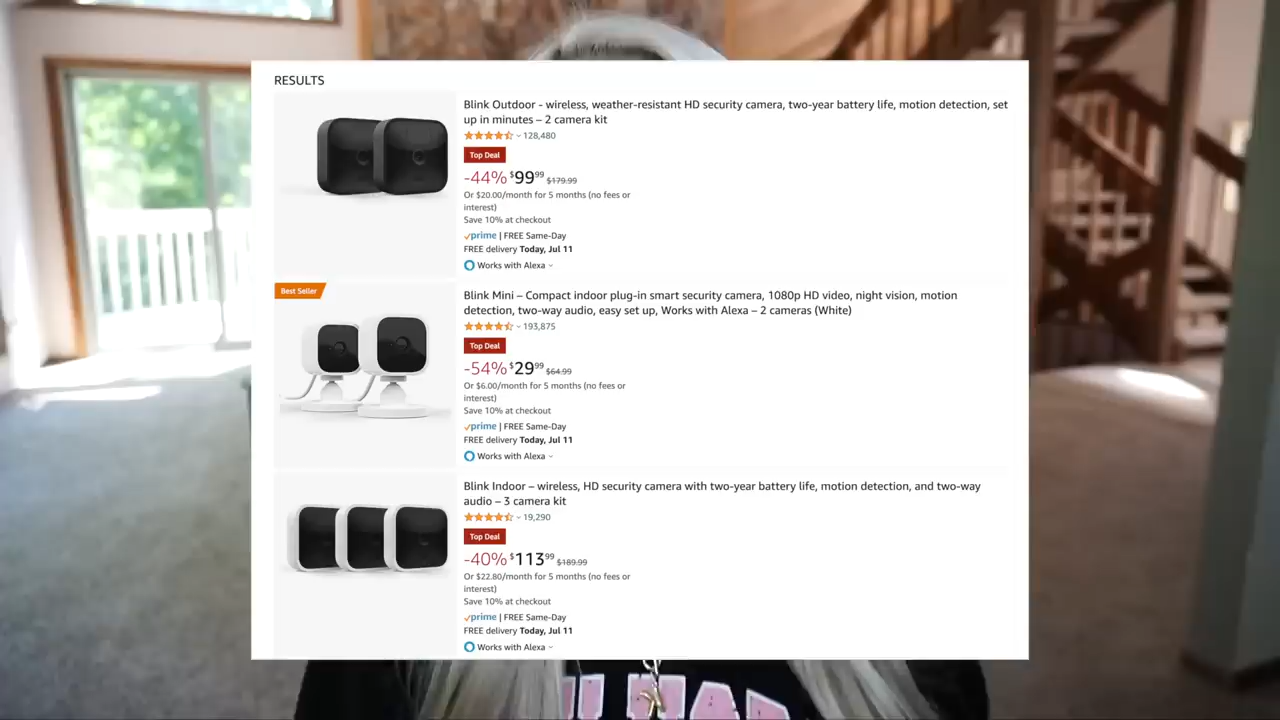 RESULTS
Blink Outdoor - wireless, weather-resistant HD security camera, two-year battery life, motion detection, set
up in minutes – 2 camera kit
128,480
Top Deal
-44% $99⁹⁹ $179.99
Or $20.00/month for 5 months (no fees or
interest)
Save 10% at checkout
prime | FREE Same-Day
FREE delivery Today, Jul 11
Works with Alexa
Best Seller
Blink Mini – Compact indoor plug-in smart security camera, 1080p HD video, night vision, motion
detection, two-way audio, easy set up, Works with Alexa – 2 cameras (White)
193,875
Top Deal
-54% $29⁹⁹ $64.99
Or $6.00/month for 5 months (no fees or
interest)
Save 10% at checkout
prime | FREE Same-Day
FREE delivery Today, Jul 11
Works with Alexa
Blink Indoor – wireless, HD security camera with two-year battery life, motion detection, and two-way
audio – 3 camera kit
19,290
Top Deal
-40% $113⁹⁹ $189.99
Or $22.80/month for 5 months (no fees or
interest)
Save 10% at checkout
prime | FREE Same-Day
FREE delivery Today, Jul 11
Works with Alexa